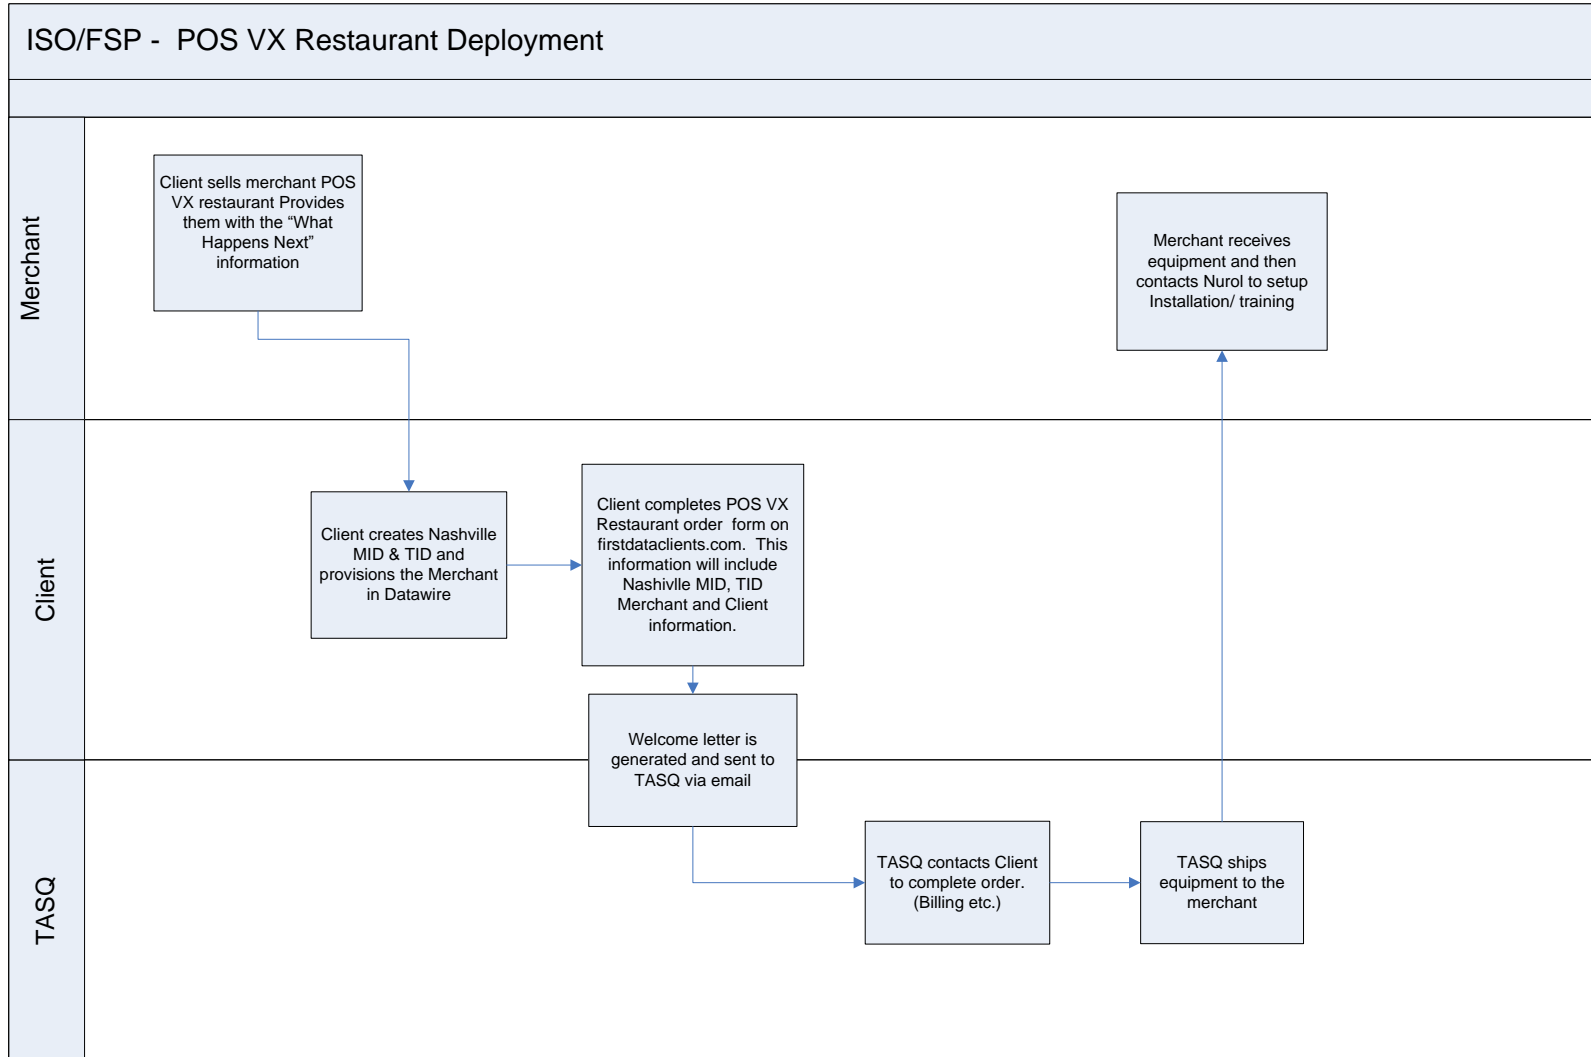 ISO/FSP - POS VX Restaurant Deployment
Merchant
Client sells merchant POS
VX restaurant Provides
them with the “What
Happens Next”
information
Merchant receives
equipment and then
contacts Nurol to setup
Installation/ training
Client
Client creates Nashville
MID & TID and
provisions the Merchant
in Datawire
Client completes POS VX
Restaurant order form on
firstdataclients.com. This
information will include
Nashivlle MID, TID
Merchant and Client
information.
Welcome letter is
generated and sent to
TASQ via email
TASQ
TASQ contacts Client
to complete order.
(Billing etc.)
TASQ ships
equipment to the
merchant